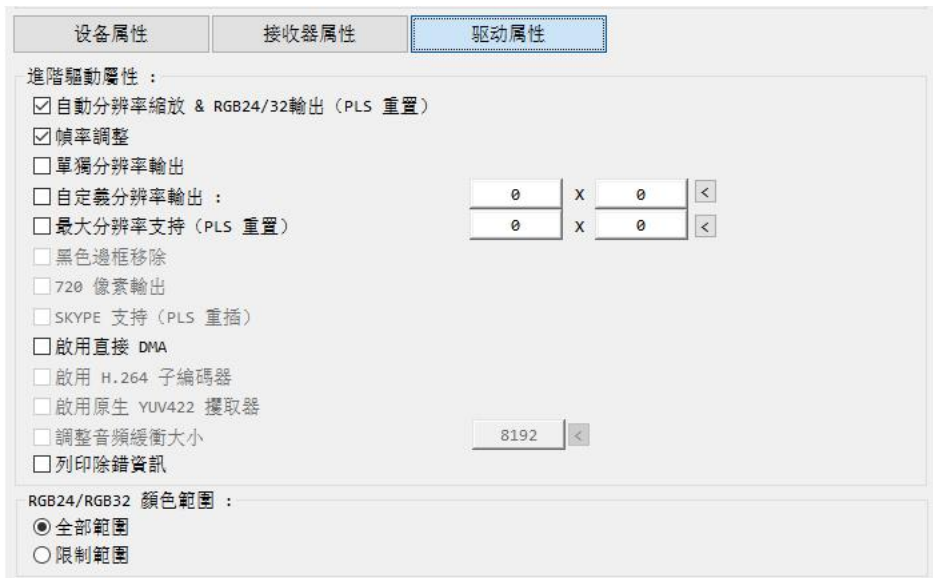 设备属性 接收器属性 驱动属性
進階驅動屬性 :
自動分辨率縮放 & RGB24/32輸出（PLS 重置）
幀率調整
單獨分辨率輸出
自定義分辨率輸出 : 0 X 0 <
最大分辨率支持（PLS 重置） 0 X 0 <
黑色邊框移除
720 像素輸出
SKYPE 支持（PLS 重插）
啟用直接 DMA
啟用 H.264 子編碼器
啟用原生 YUV422 攫取器
調整音頻緩衝大小 8192 <
列印除錯資訊
RGB24/RGB32 顏色範圍 :
全部範圍
限制範圍